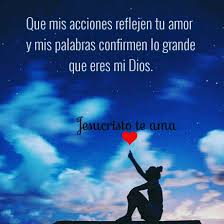 Que mis acciones reflejen tu amor
y mis palabras confirmen lo grande
que eres mi Dios.
Jesucristo te ama